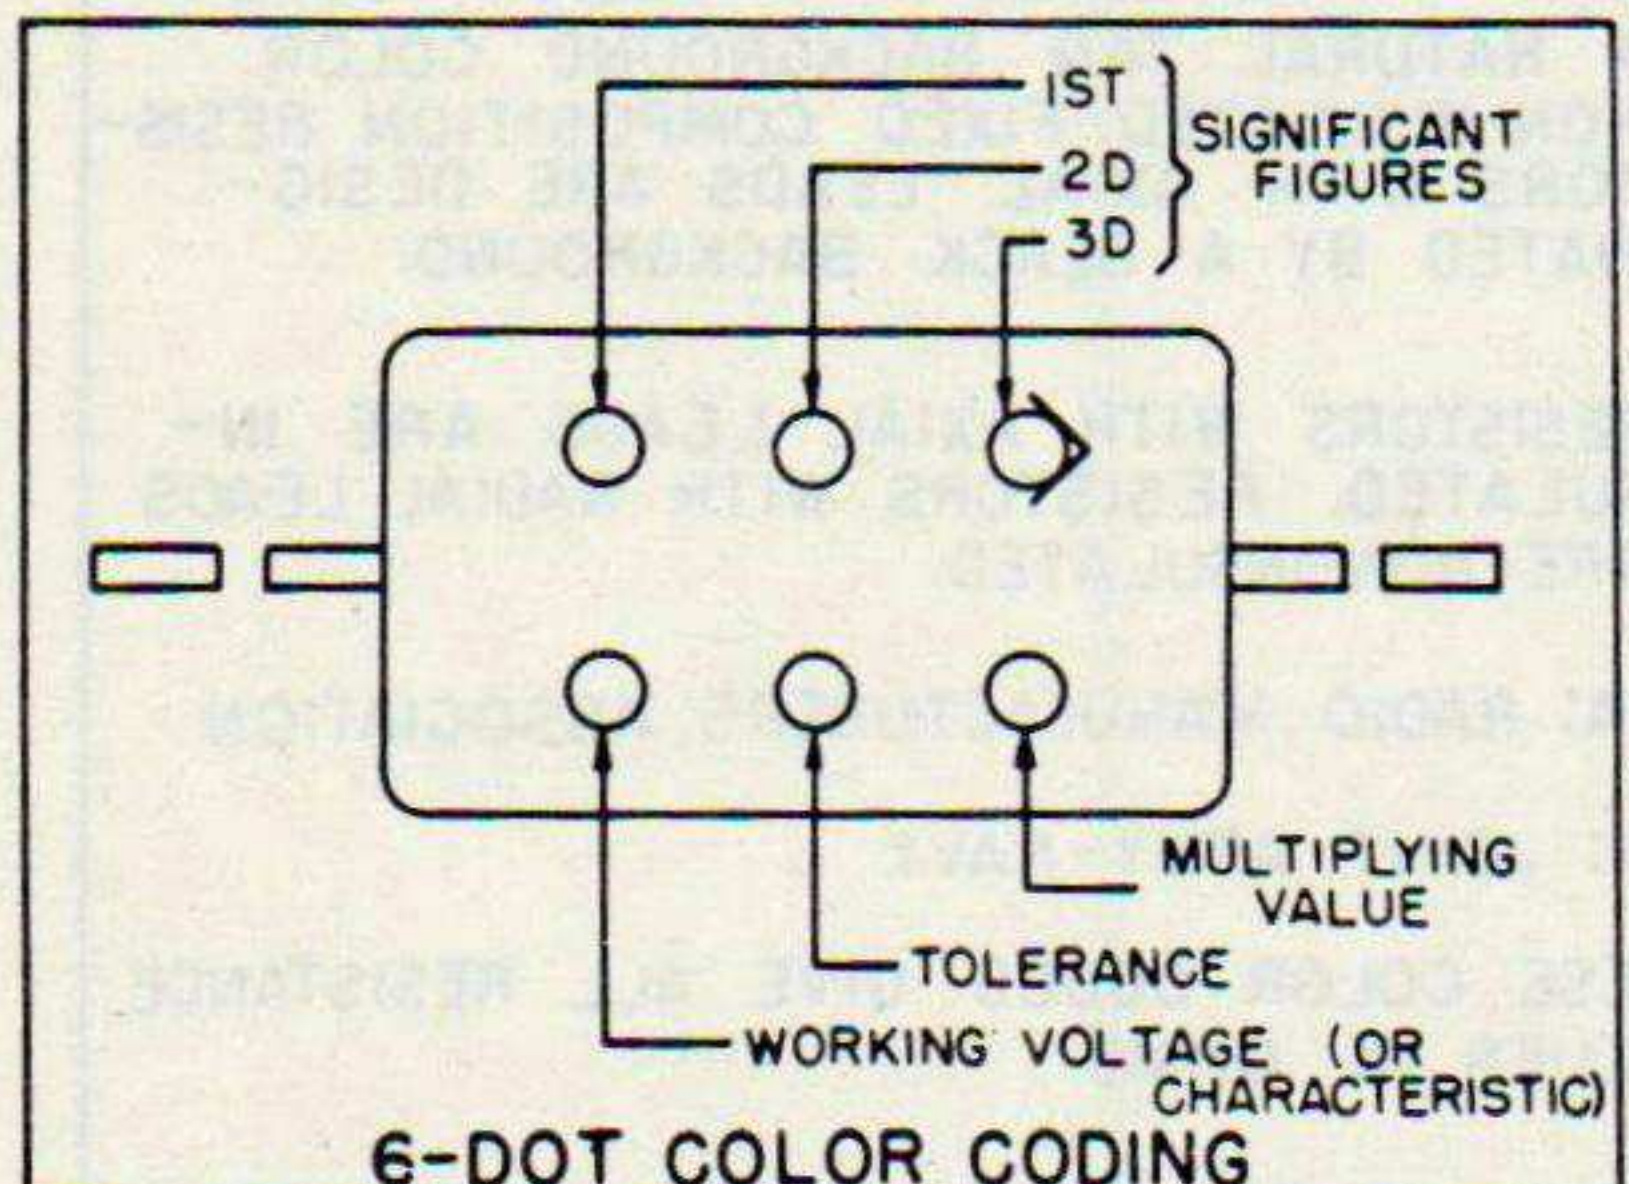 1ST
2D
3D
SIGNIFICANT
FIGURES
MULTIPLYING
VALUE
TOLERANCE
WORKING VOLTAGE (OR
CHARACTERISTIC)
6-DOT COLOR CODING